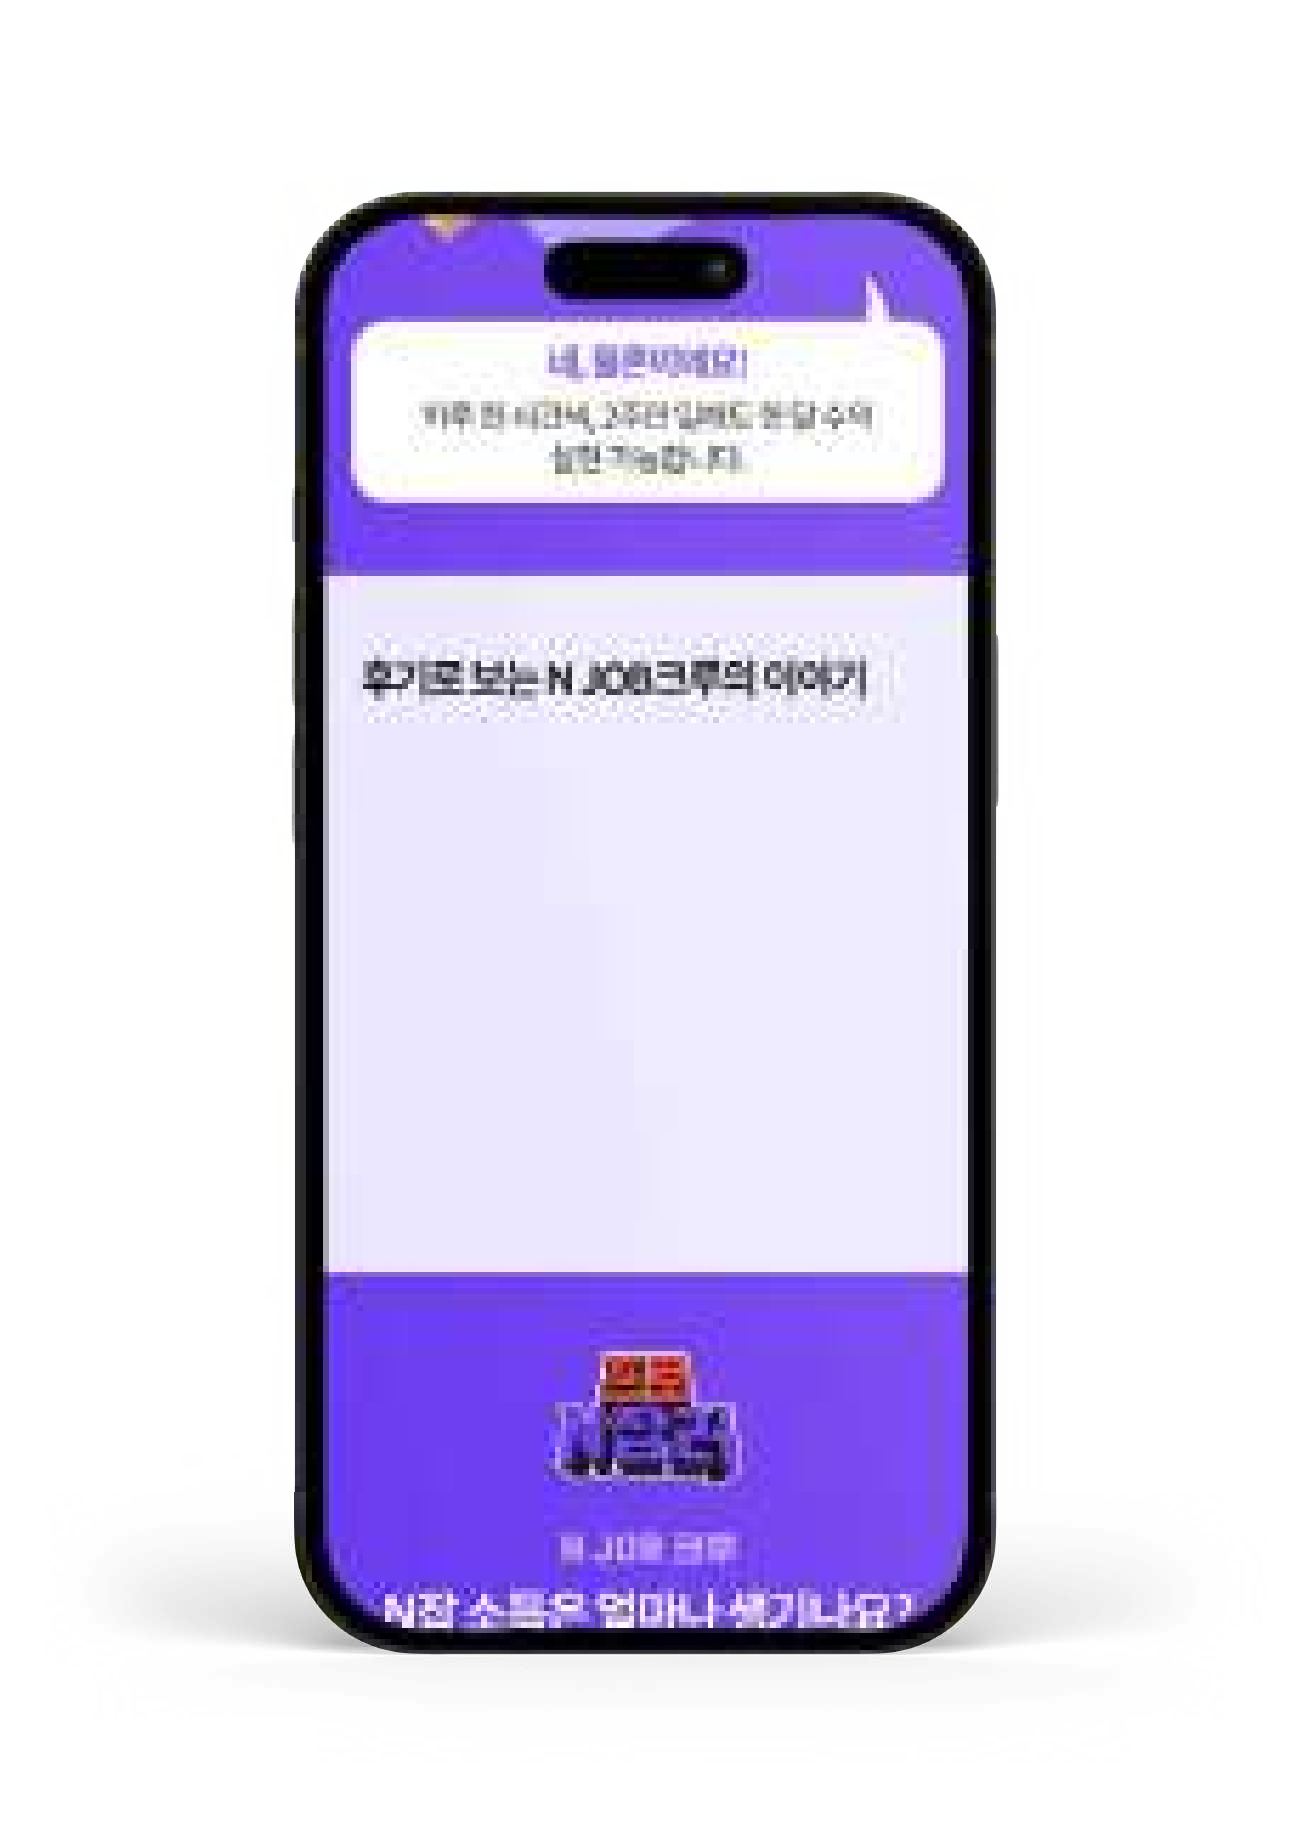 네, 물론이에요!
하루 한 시간씩, 2주만 일해도 한 달 수익
실현 가능합니다.
후기로 보는 N JOB크루의 이야기
N JOB 크루
N잡 소득은 얼마나 생기나요?